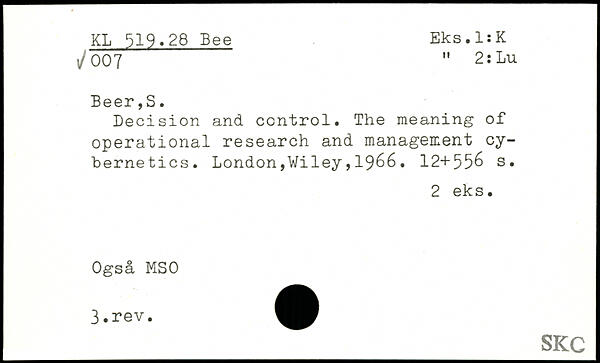 KL 519.28 Bee Eks.1:K
√007 " 2:Lu
Beer,S.
Decision and control. The meaning of
operational research and management cy-
bernetics. London,Wiley,1966. 12+556 s.
2 eks.
Også MSO
3.rev.
SKC